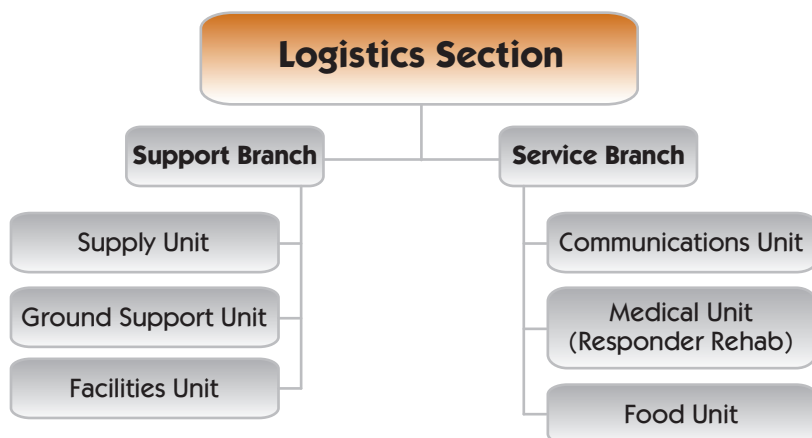 Logistics Section
Support Branch
Service Branch
Supply Unit
Ground Support Unit
Facilities Unit
Communications Unit
Medical Unit
(Responder Rehab)
Food Unit